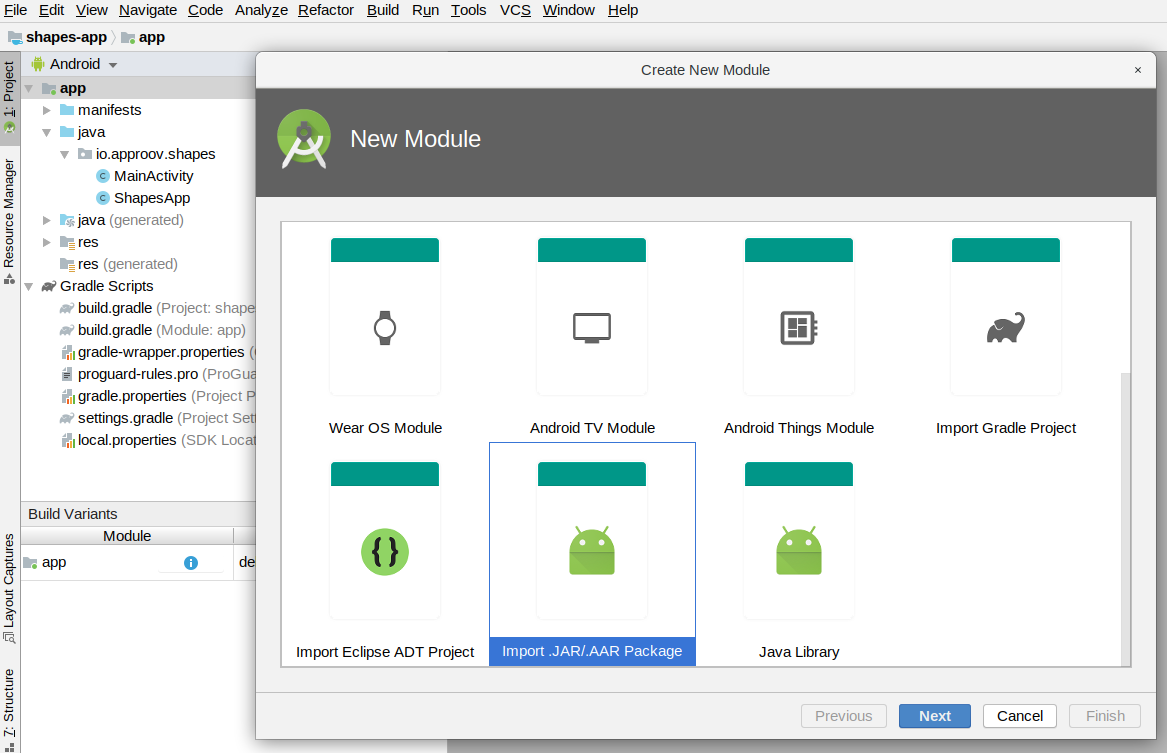 File Edit View Navigate Code Analyze Refactor Build Run Tools VCS Window Help
shapes-app app
1: Project
Resource Manager
Layout Captures
7: Structure
Android
app
manifests
java
io.approov.shapes
MainActivity
ShapesApp
java (generated)
res
res (generated)
Gradle Scripts
build.gradle (Project: shape
build.gradle (Module: app)
gradle-wrapper.properties (
proguard-rules.pro (ProGua
gradle.properties (Project P
settings.gradle (Project Set
local.properties (SDK Locat
Build Variants
Module
app
de
Create New Module
New Module
Wear OS Module
Android TV Module
Android Things Module
Import Gradle Project
Import Eclipse ADT Project
Import .JAR/.AAR Package
Java Library
Previous Next Cancel Finish